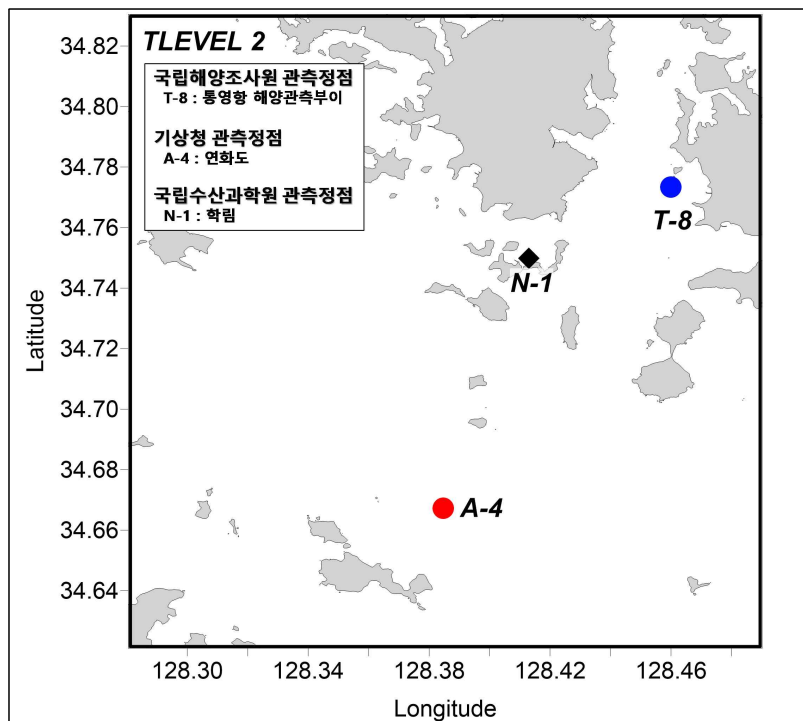 TLEVEL 2
국립해양조사원 관측정점
T-8 : 통영항 해양관측부이
기상청 관측정점
A-4 : 연화도
국립수산과학원 관측정점
N-1 : 학림
T-8
N-1
A-4
34.82
34.80
34.78
34.76
34.74
34.72
34.70
34.68
34.66
34.64
Latitude
128.30
128.34
128.38
128.42
128.46
Longitude